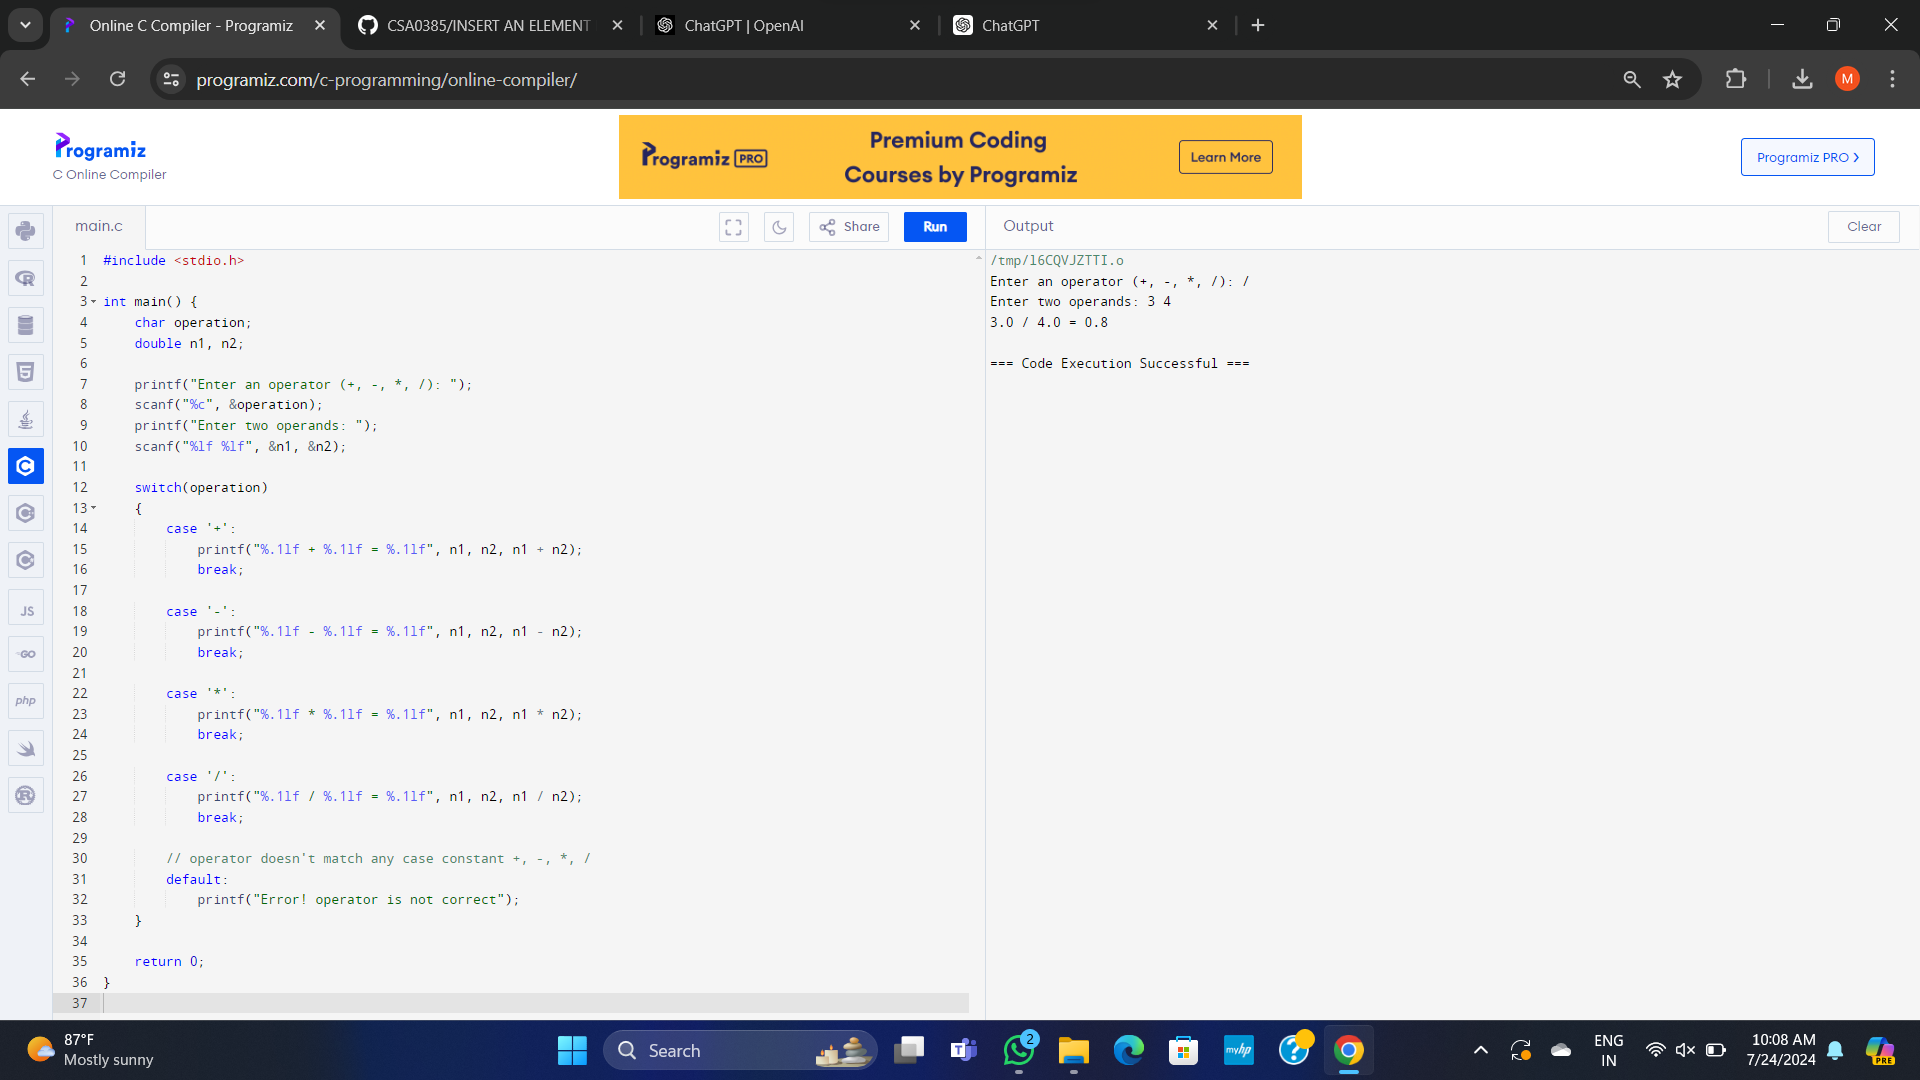 Online C Compiler - Programiz
CSA0385/INSERT AN ELEMENT
ChatGPT | OpenAI
ChatGPT
programiz.com/c-programming/online-compiler/
M
Programiz
C Online Compiler
Programiz PRO
Premium Coding
Courses by Programiz
Learn More
Programiz PRO
main.c
Share
Run
Output
Clear
1 #include <stdio.h>
2
3 int main() {
4 char operation;
5 double n1, n2;
6
7 printf("Enter an operator (+, -, *, /): ");
8 scanf("%c", &operation);
9 printf("Enter two operands: ");
10 scanf("%lf %lf", &n1, &n2);
11
12 switch(operation)
13 {
14 case '+':
15 printf("%.1lf + %.1lf = %.1lf", n1, n2, n1 + n2);
16 break;
17
18 case '-':
19 printf("%.1lf - %.1lf = %.1lf", n1, n2, n1 - n2);
20 break;
21
22 case '*':
23 printf("%.1lf * %.1lf = %.1lf", n1, n2, n1 * n2);
24 break;
25
26 case '/':
27 printf("%.1lf / %.1lf = %.1lf", n1, n2, n1 / n2);
28 break;
29
30 // operator doesn't match any case constant +, -, *, /
31 default:
32 printf("Error! operator is not correct");
33 }
34
35 return 0;
36 }
37
/tmp/l6CQVJZTTI.o
Enter an operator (+, -, *, /): /
Enter two operands: 3 4
3.0 / 4.0 = 0.8
=== Code Execution Successful ===
JS
GO
php
87°F
Mostly sunny
Search
2
myhp
ENG
IN
10:08 AM
7/24/2024
PRE